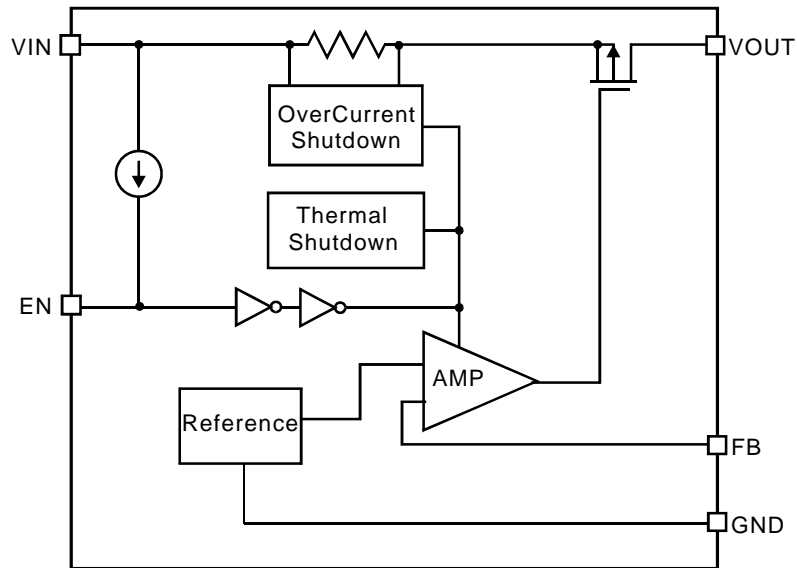 VIN
VOUT
OverCurrent
Shutdown
Thermal
Shutdown
EN
AMP
Reference
FB
GND